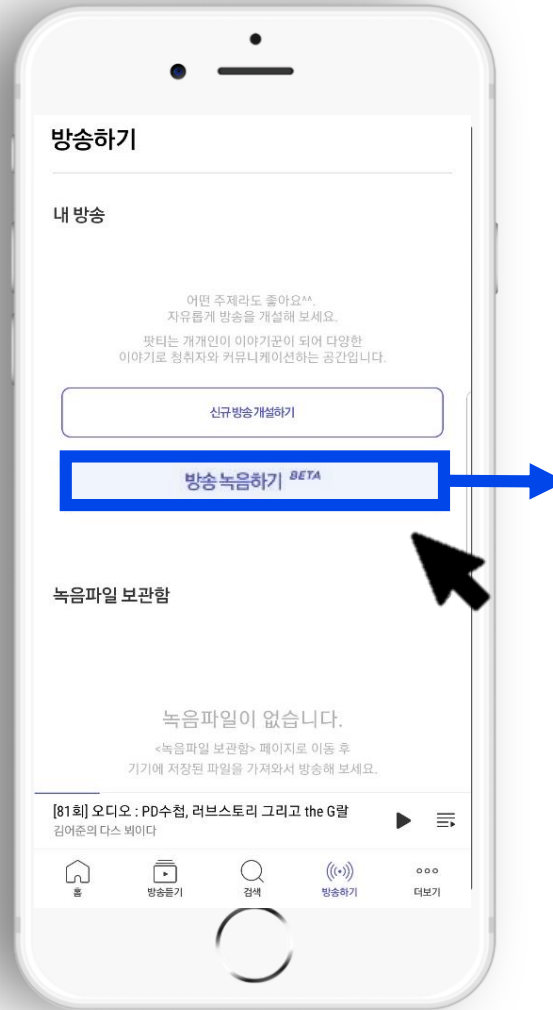 방송하기
내 방송
어떤 주제라도 좋아요^^.
자유롭게 방송을 개설해 보세요.
팟티는 개개인이 이야기꾼이 되어 다양한
이야기로 청취자와 커뮤니케이션하는 공간입니다.
신규방송개설하기
방송 녹음하기 BETA
녹음파일 보관함
녹음파일이 없습니다.
<녹음파일 보관함> 페이지로 이동 후
기기에 저장된 파일을 가져와서 방송해 보세요.
[81회] 오디오 : PD수첩, 러브스토리 그리고 the G랄
김어준의 다스 뵈이다
홈 방송듣기 검색 방송하기 더보기